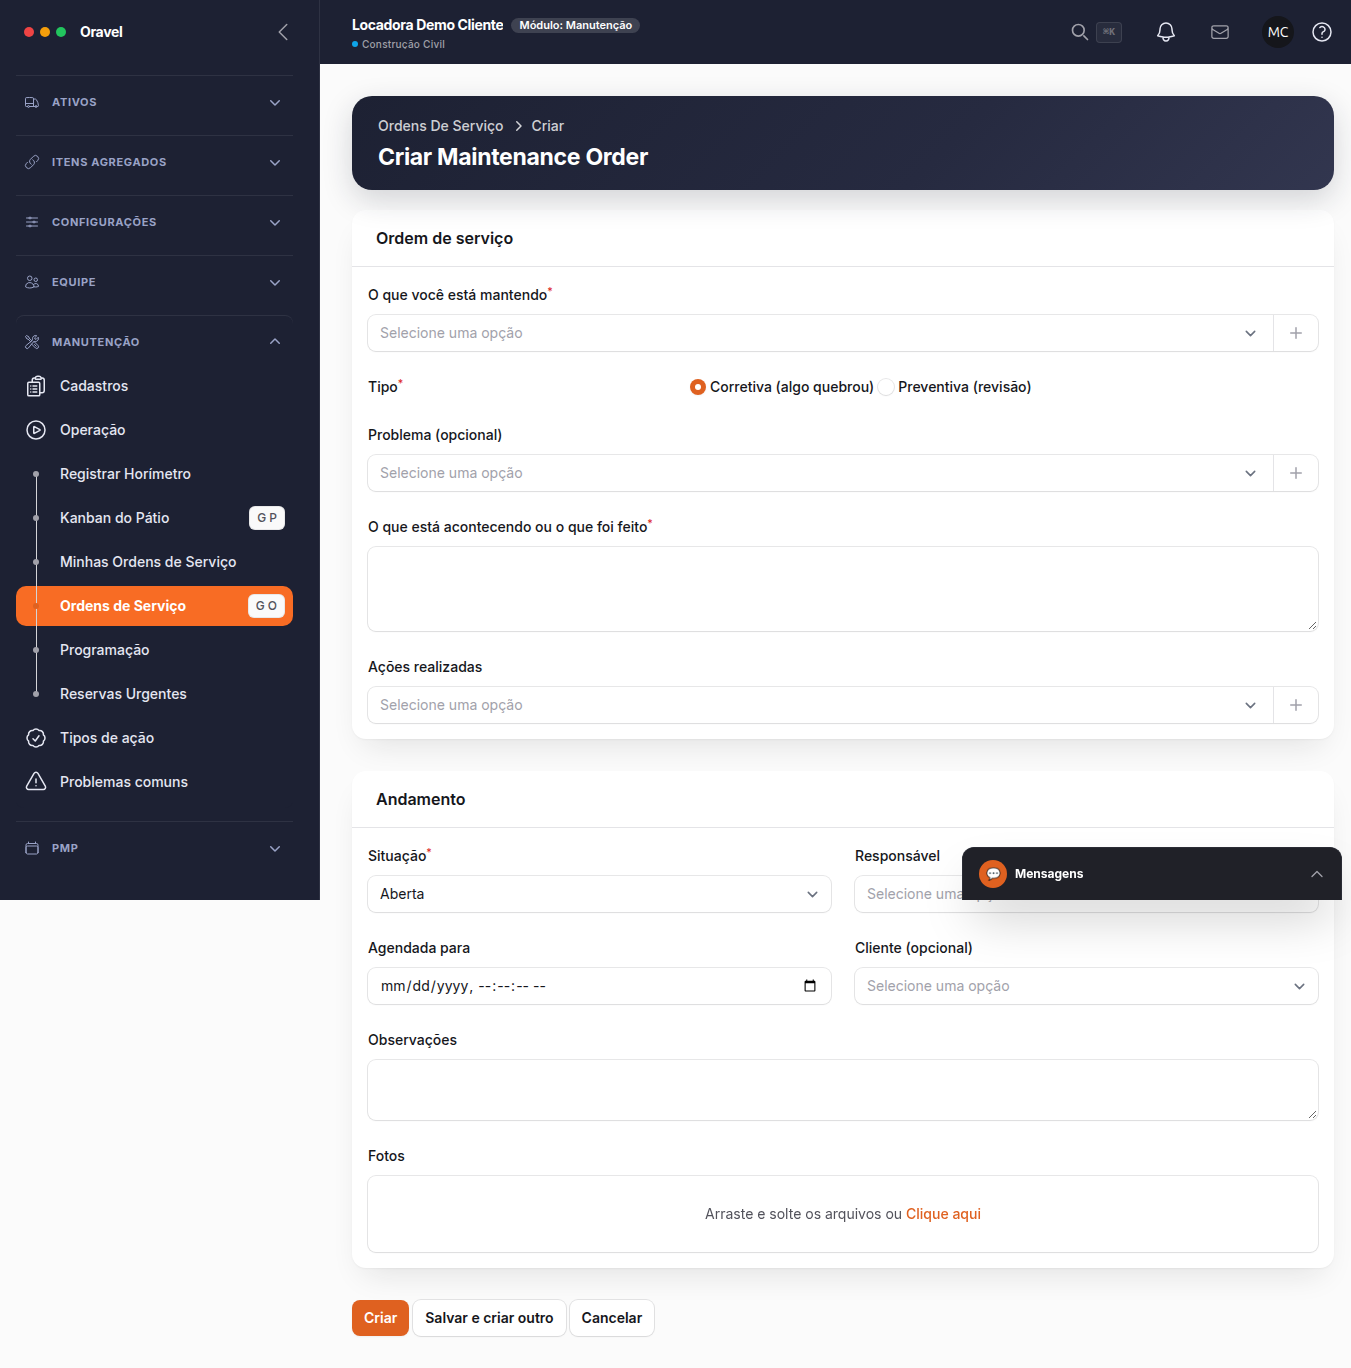 Oravel
ATIVOS
ITENS AGREGADOS
CONFIGURAÇÕES
EQUIPE
MANUTENÇÃO
Cadastros
Operação
Registrar Horímetro
Kanban do Pátio G P
Minhas Ordens de Serviço
Ordens de Serviço G O
Programação
Reservas Urgentes
Tipos de ação
Problemas comuns
PMP
Locadora Demo Cliente Módulo: Manutenção
Construção Civil
⌘K
MC
Ordens De Serviço > Criar
Criar Maintenance Order
Ordem de serviço
O que você está mantendo*
Selecione uma opção
Tipo* Corretiva (algo quebrou) Preventiva (revisão)
Problema (opcional)
Selecione uma opção
O que está acontecendo ou o que foi feito*
Ações realizadas
Selecione uma opção
Andamento
Situação*
Aberta
Responsável
Selecione uma
Mensagens
Agendada para
mm/dd/yyyy, --:--:-- --
Cliente (opcional)
Selecione uma opção
Observações
Fotos
Arraste e solte os arquivos ou Clique aqui
Criar Salvar e criar outro Cancelar